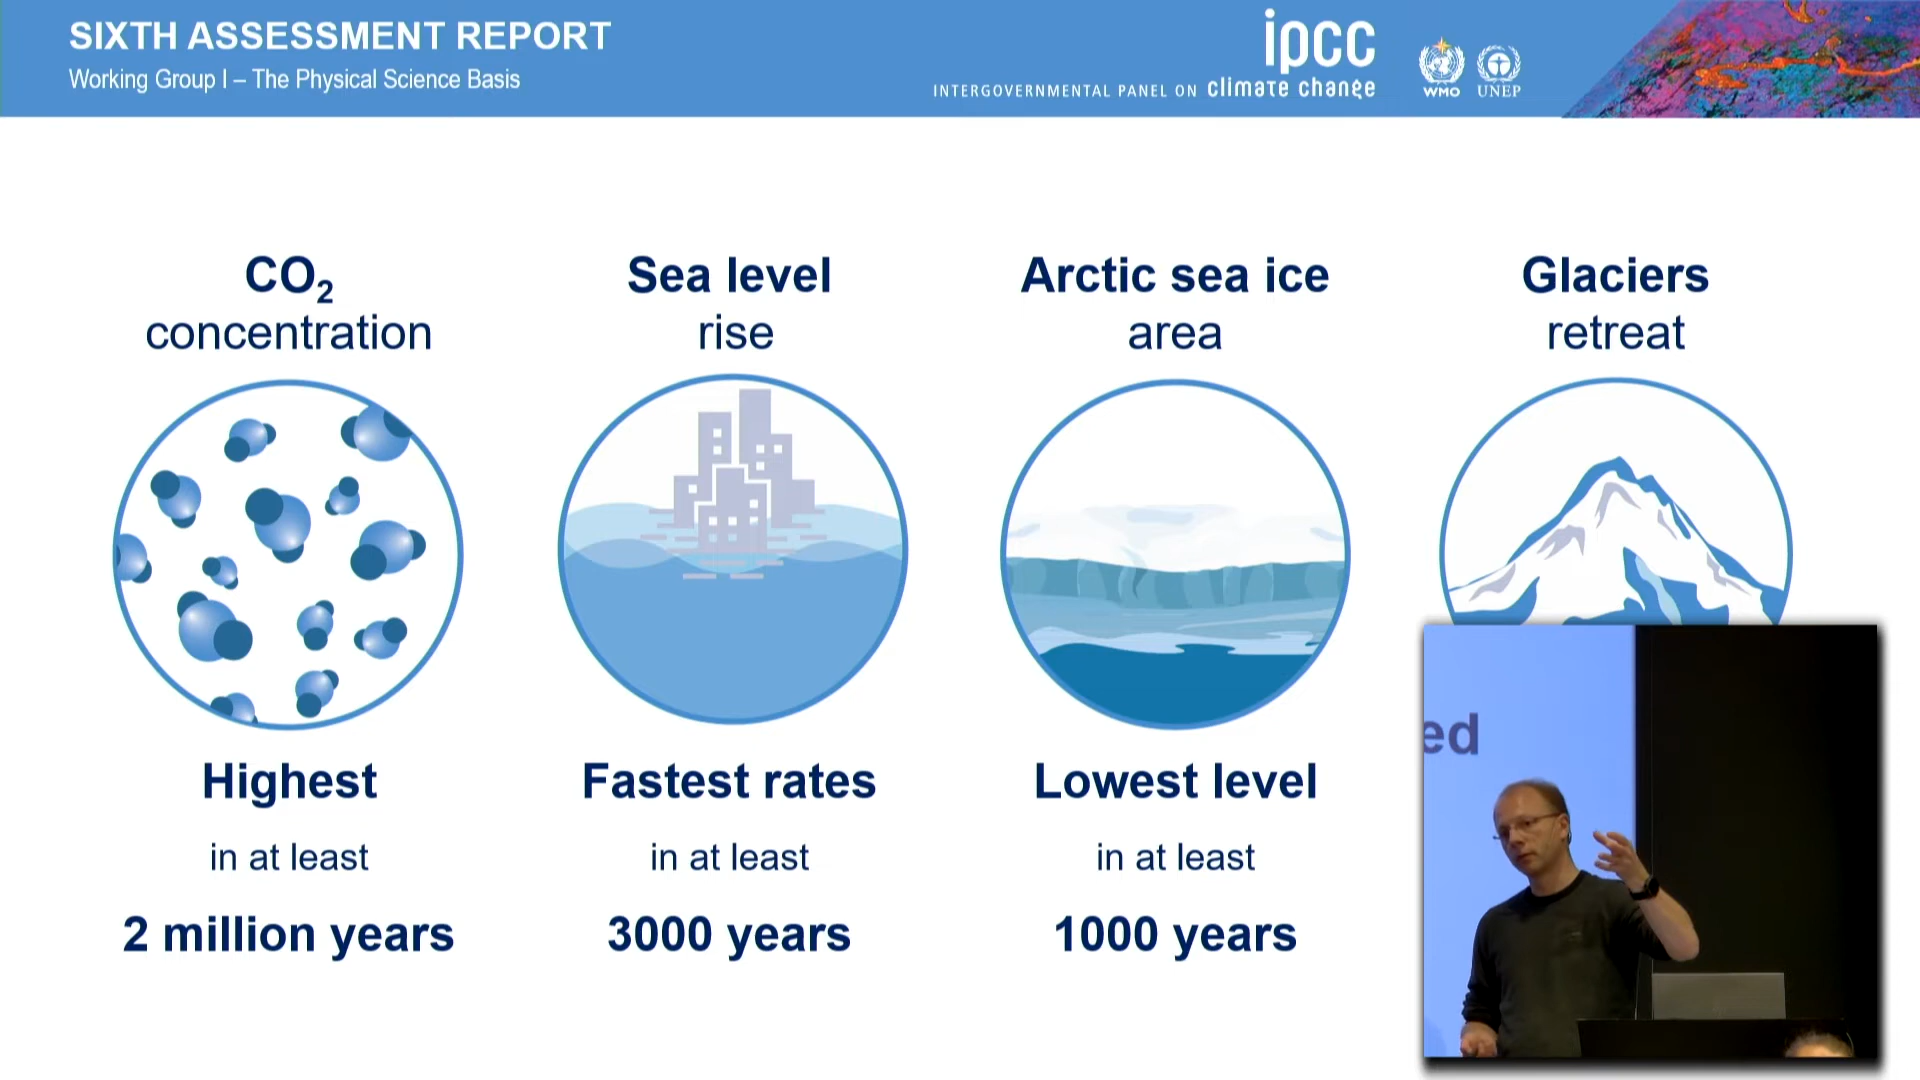 SIXTH ASSESSMENT REPORT
Working Group I – The Physical Science Basis
ipcc
INTERGOVERNMENTAL PANEL ON climate change
WMO
UNEP
CO₂
concentration
Highest
in at least
2 million years
Sea level
rise
Fastest rates
in at least
3000 years
Arctic sea ice
area
Lowest level
in at least
1000 years
Glaciers
retreat
ed